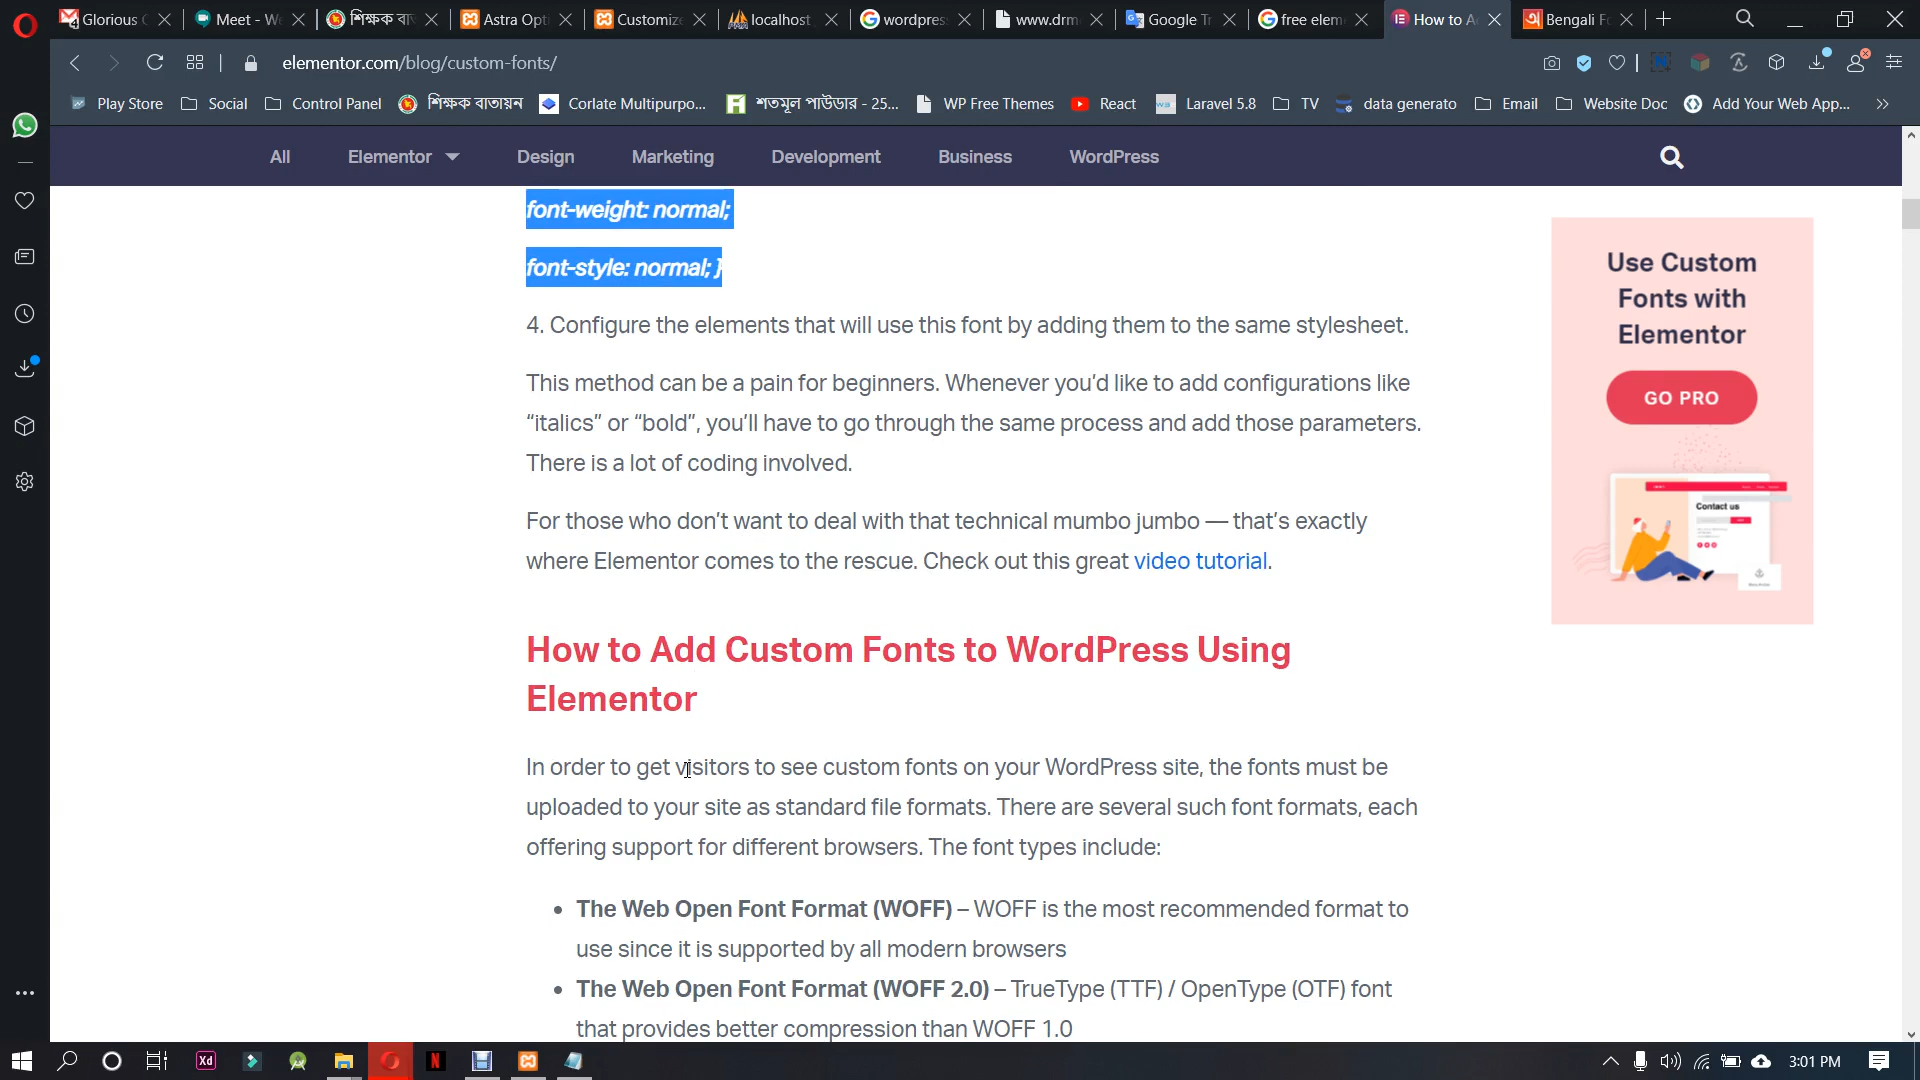 Glorious C
Meet - We
শিক্ষক বাত
Astra Opt
Customize
localhost
wordpress
www.drm
Google Tr
free elem
How to A
Bengali Fo
elementor.com/blog/custom-fonts/
Play Store
Social
Control Panel
শিক্ষক বাতায়ন
Corlate Multipurpo...
শতমূল পাউডার - 25...
WP Free Themes
React
Laravel 5.8
TV
data generato
Email
Website Doc
Add Your Web App...
All
Elementor
Design
Marketing
Development
Business
WordPress
font-weight: normal;
font-style: normal; }
4. Configure the elements that will use this font by adding them to the same stylesheet.
This method can be a pain for beginners. Whenever you’d like to add configurations like
“italics” or “bold”, you’ll have to go through the same process and add those parameters.
There is a lot of coding involved.
For those who don’t want to deal with that technical mumbo jumbo — that’s exactly
where Elementor comes to the rescue. Check out this great video tutorial.
How to Add Custom Fonts to WordPress Using
Elementor
In order to get visitors to see custom fonts on your WordPress site, the fonts must be
uploaded to your site as standard file formats. There are several such font formats, each
offering support for different browsers. The font types include:
• The Web Open Font Format (WOFF) – WOFF is the most recommended format to
use since it is supported by all modern browsers
• The Web Open Font Format (WOFF 2.0) – TrueType (TTF) / OpenType (OTF) font
that provides better compression than WOFF 1.0
Use Custom
Fonts with
Elementor
GO PRO
Contact us
3:01 PM